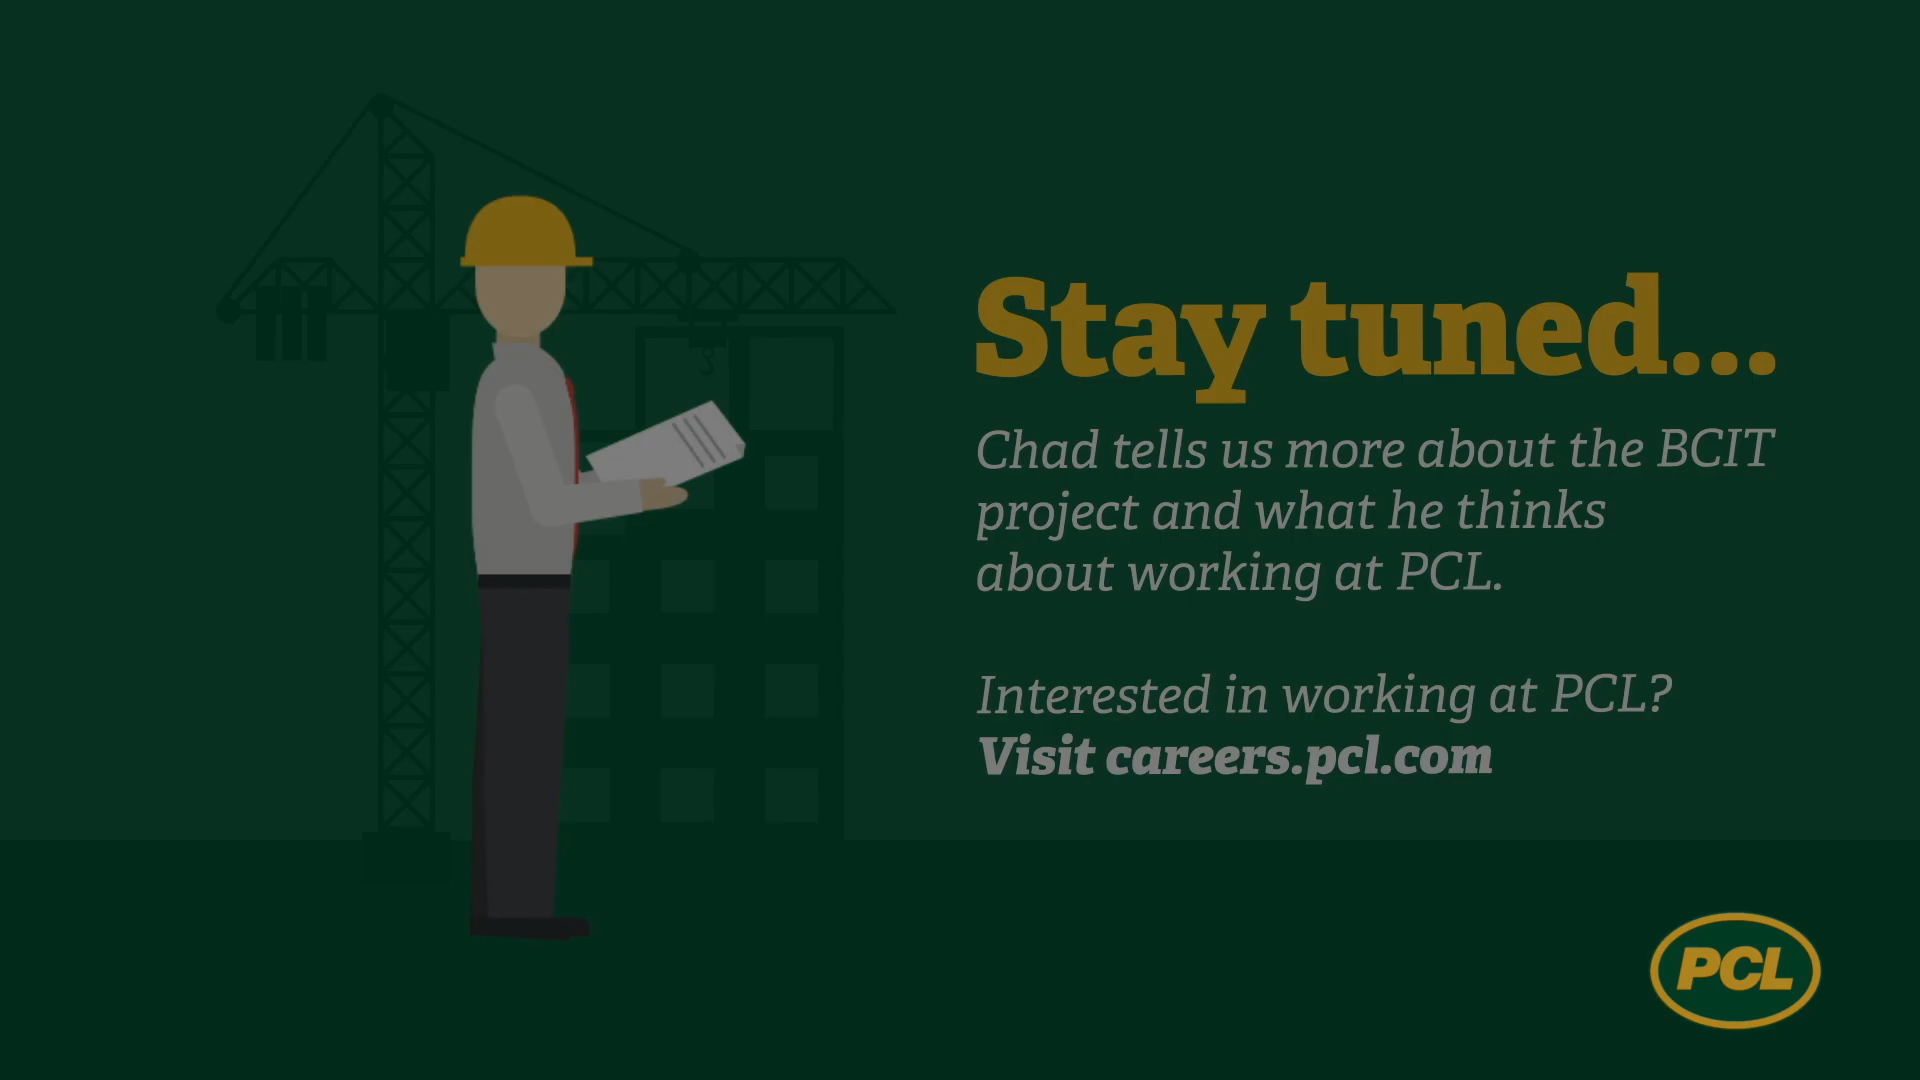 Stay tuned...
Chad tells us more about the BCIT
project and what he thinks
about working at PCL.
Interested in working at PCL?
Visit careers.pcl.com
PCL